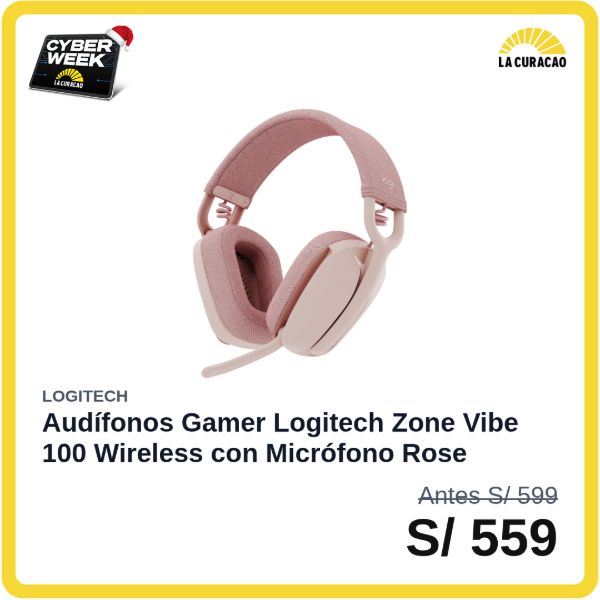 CYBER
WEEK
LA CURACAO
LA CURACAO
logi
LOGITECH
Audífonos Gamer Logitech Zone Vibe
100 Wireless con Micrófono Rose
Antes S/ 599
S/ 559